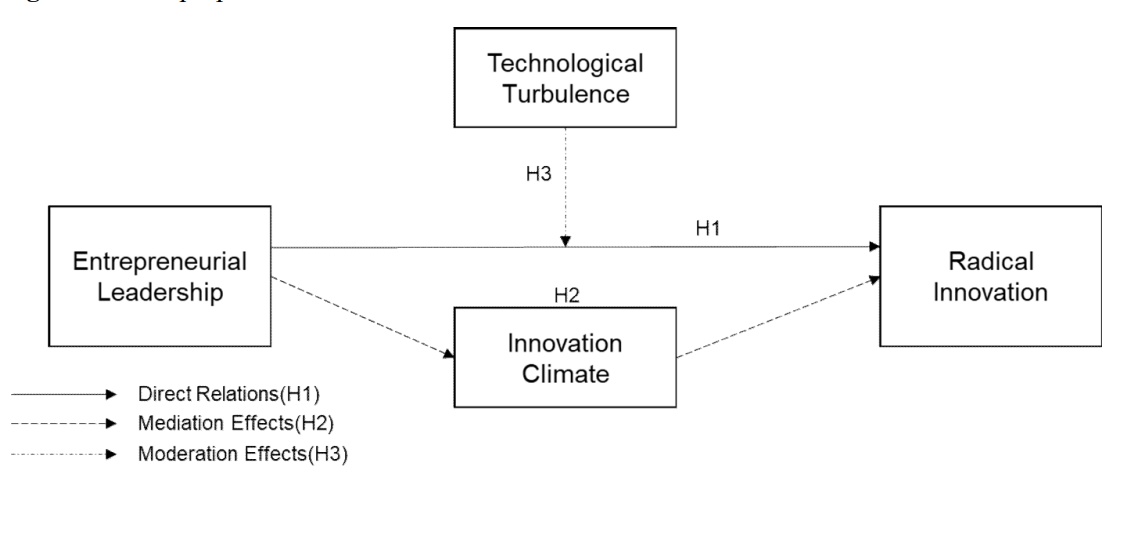 Technological
Turbulence
H3
H1
Entrepreneurial
Leadership
Radical
Innovation
H2
Innovation
Climate
Direct Relations(H1)
Mediation Effects(H2)
Moderation Effects(H3)